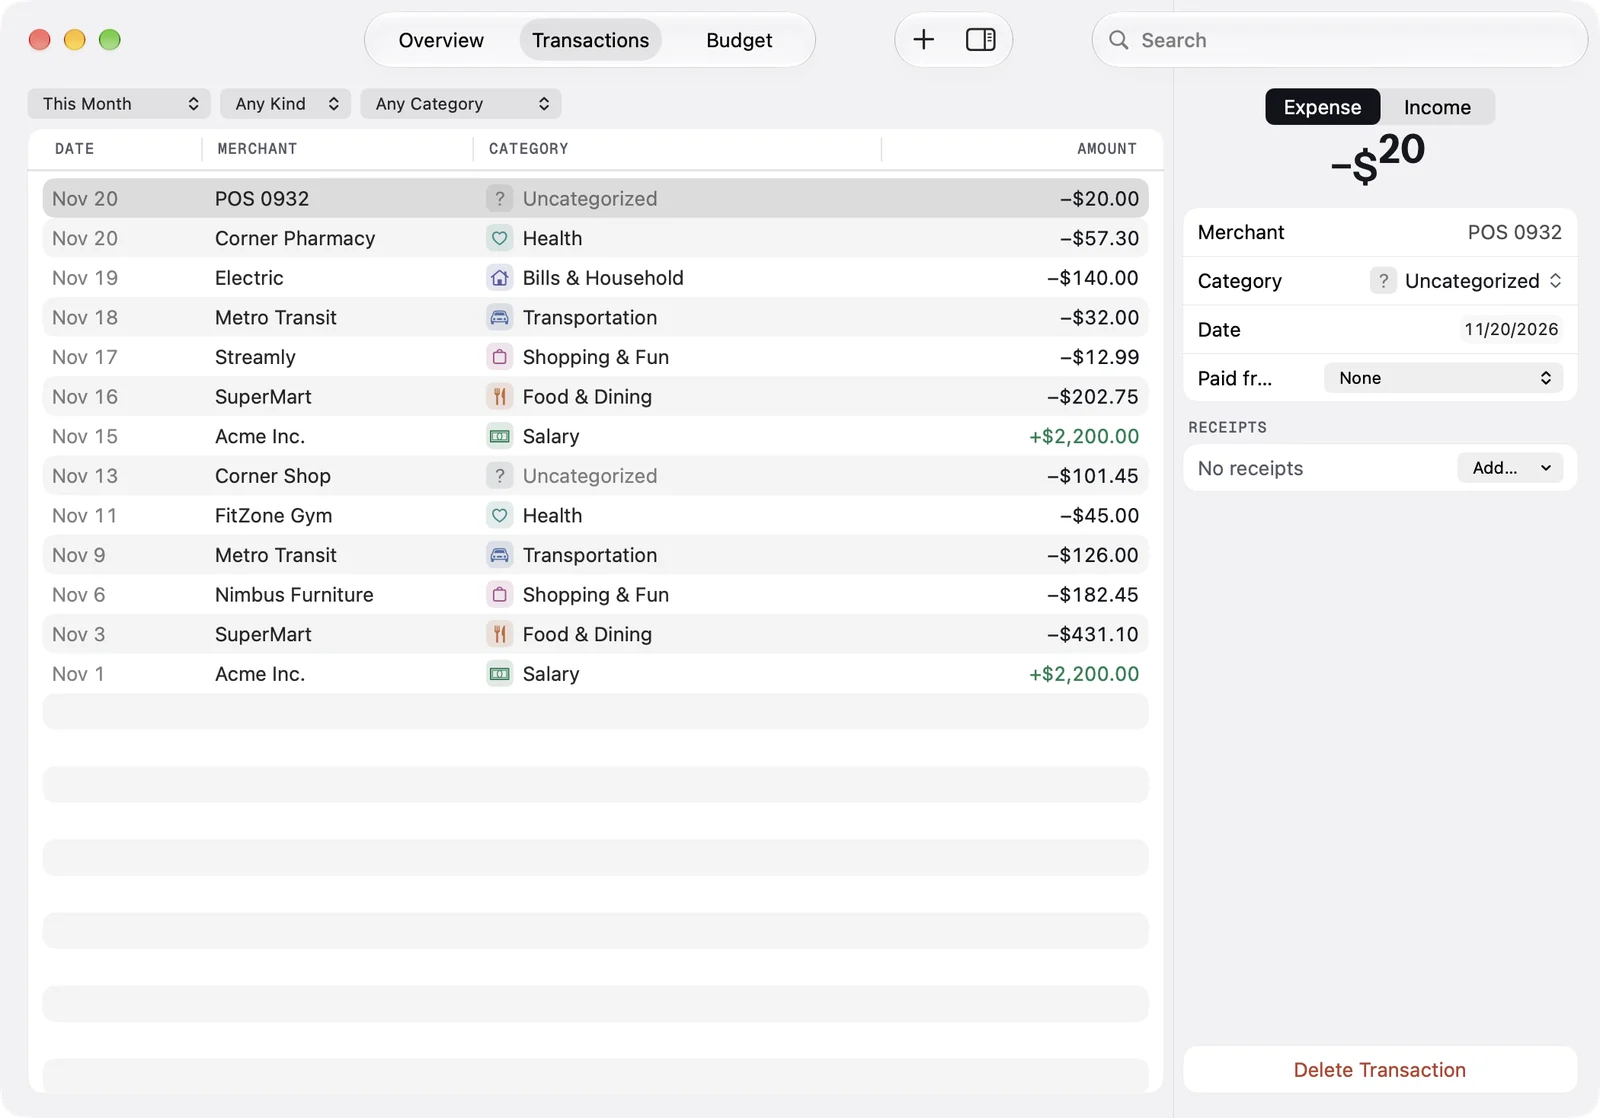 Overview Transactions Budget
Search
This Month Any Kind Any Category
DATE MERCHANT CATEGORY AMOUNT
Nov 20 POS 0932 ? Uncategorized −$20.00
Nov 20 Corner Pharmacy Health −$57.30
Nov 19 Electric Bills & Household −$140.00
Nov 18 Metro Transit Transportation −$32.00
Nov 17 Streamly Shopping & Fun −$12.99
Nov 16 SuperMart Food & Dining −$202.75
Nov 15 Acme Inc. Salary +$2,200.00
Nov 13 Corner Shop ? Uncategorized −$101.45
Nov 11 FitZone Gym Health −$45.00
Nov 9 Metro Transit Transportation −$126.00
Nov 6 Nimbus Furniture Shopping & Fun −$182.45
Nov 3 SuperMart Food & Dining −$431.10
Nov 1 Acme Inc. Salary +$2,200.00
Expense Income
−$20
Merchant POS 0932
Category ? Uncategorized
Date 11/20/2026
Paid fr... None
RECEIPTS
No receipts Add...
Delete Transaction